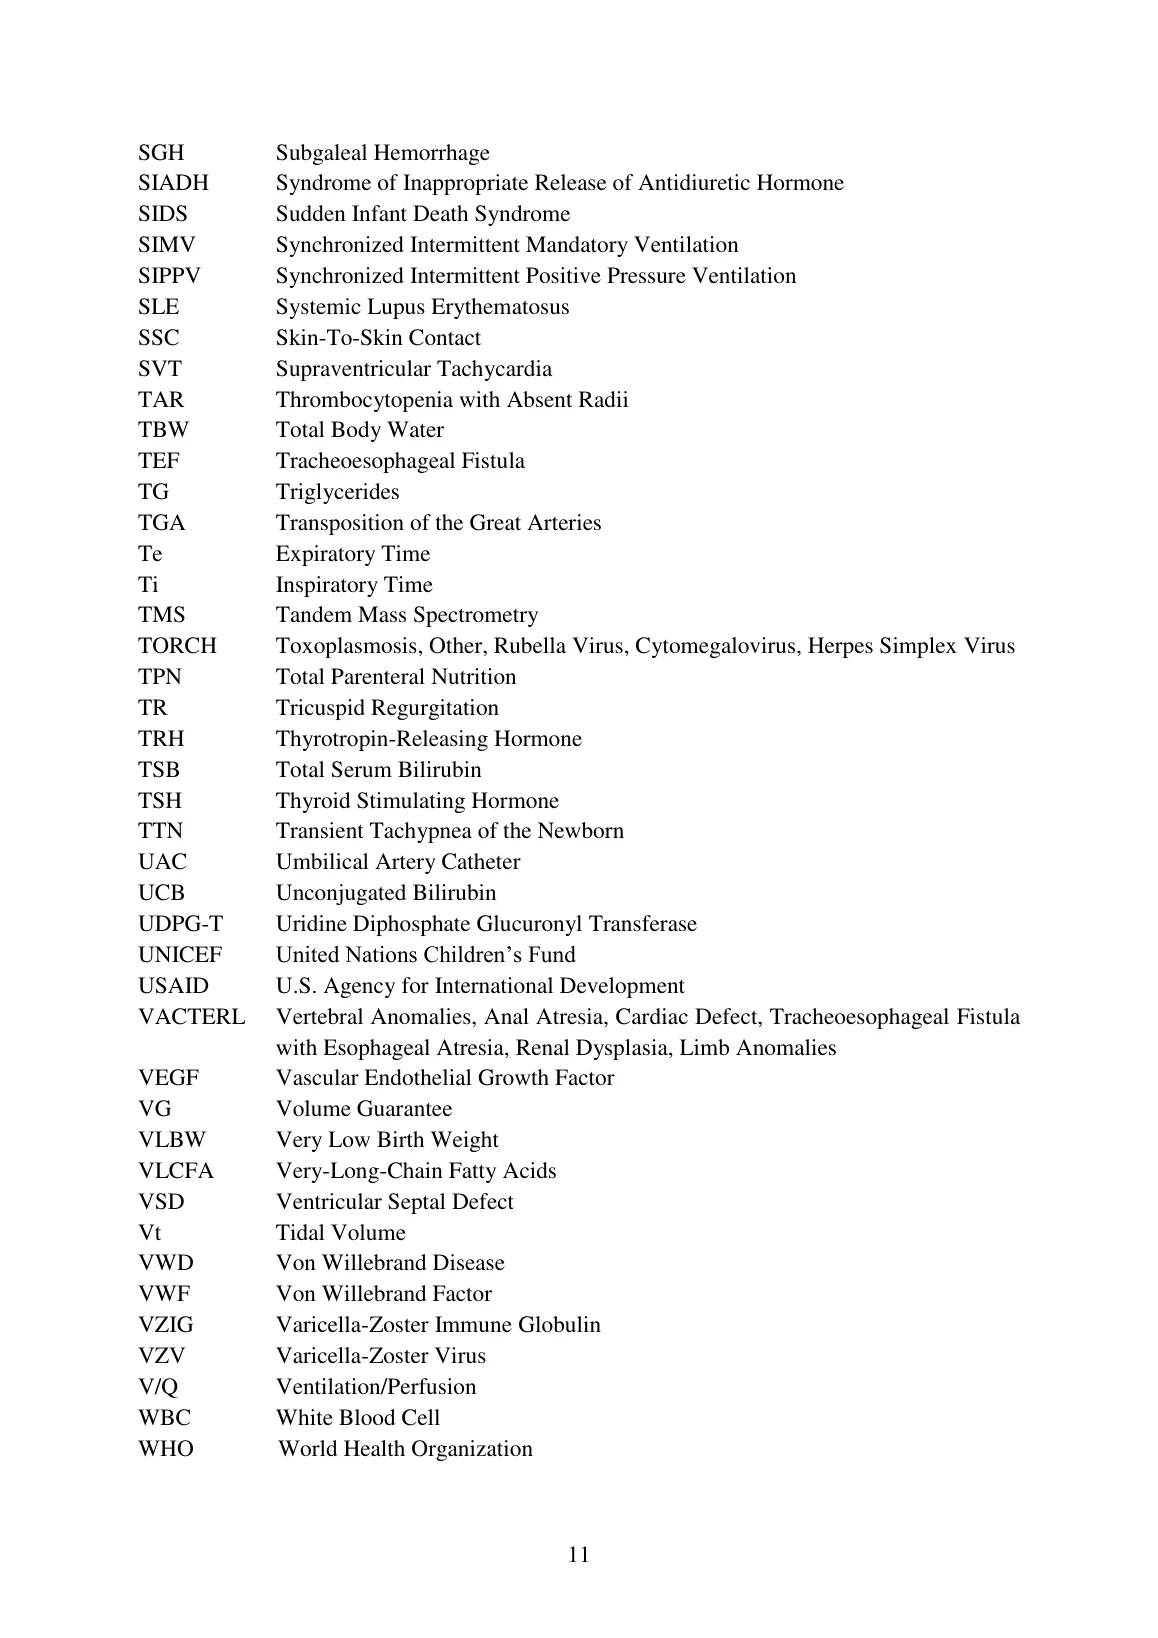 SGH Subgaleal Hemorrhage
SIADH Syndrome of Inappropriate Release of Antidiuretic Hormone
SIDS Sudden Infant Death Syndrome
SIMV Synchronized Intermittent Mandatory Ventilation
SIPPV Synchronized Intermittent Positive Pressure Ventilation
SLE Systemic Lupus Erythematosus
SSC Skin-To-Skin Contact
SVT Supraventricular Tachycardia
TAR Thrombocytopenia with Absent Radii
TBW Total Body Water
TEF Tracheoesophageal Fistula
TG Triglycerides
TGA Transposition of the Great Arteries
Te Expiratory Time
Ti Inspiratory Time
TMS Tandem Mass Spectrometry
TORCH Toxoplasmosis, Other, Rubella Virus, Cytomegalovirus, Herpes Simplex Virus
TPN Total Parenteral Nutrition
TR Tricuspid Regurgitation
TRH Thyrotropin-Releasing Hormone
TSB Total Serum Bilirubin
TSH Thyroid Stimulating Hormone
TTN Transient Tachypnea of the Newborn
UAC Umbilical Artery Catheter
UCB Unconjugated Bilirubin
UDPG-T Uridine Diphosphate Glucuronyl Transferase
UNICEF United Nations Children’s Fund
USAID U.S. Agency for International Development
VACTERL Vertebral Anomalies, Anal Atresia, Cardiac Defect, Tracheoesophageal Fistula
with Esophageal Atresia, Renal Dysplasia, Limb Anomalies
VEGF Vascular Endothelial Growth Factor
VG Volume Guarantee
VLBW Very Low Birth Weight
VLCFA Very-Long-Chain Fatty Acids
VSD Ventricular Septal Defect
Vt Tidal Volume
VWD Von Willebrand Disease
VWF Von Willebrand Factor
VZIG Varicella-Zoster Immune Globulin
VZV Varicella-Zoster Virus
V/Q Ventilation/Perfusion
WBC White Blood Cell
WHO World Health Organization
11